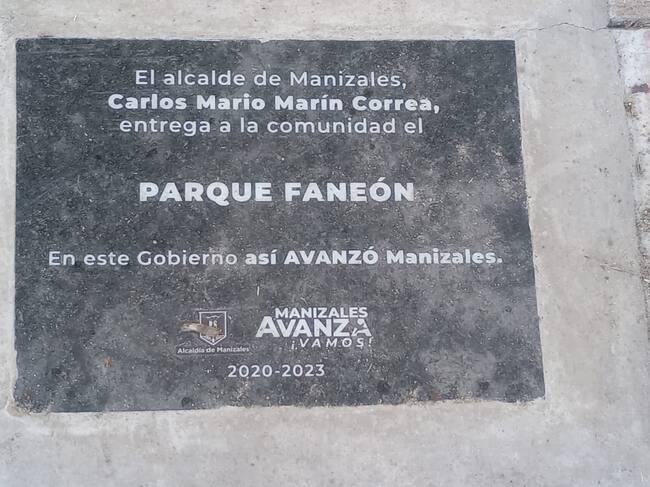 El alcalde de Manizales,
Carlos Mario Marín Correa,
entrega a la comunidad el
PARQUE FANEÓN
En este Gobierno así AVANZÓ Manizales.
Alcaldía de Manizales
MANIZALES
AVANZA
¡VAMOS!
2020-2023